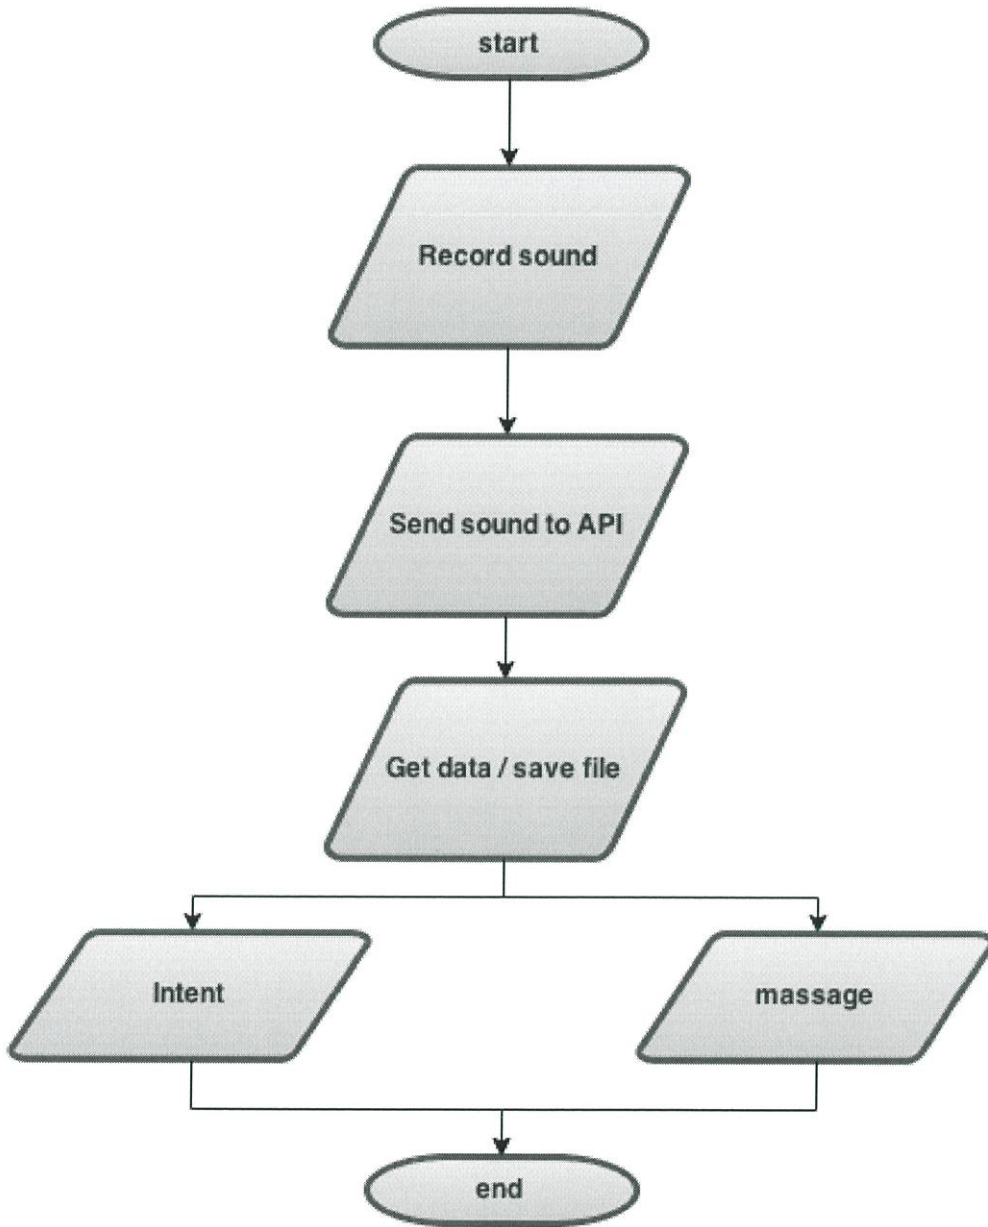 start
Record sound
Send sound to API
Get data / save file
Intent
massage
end